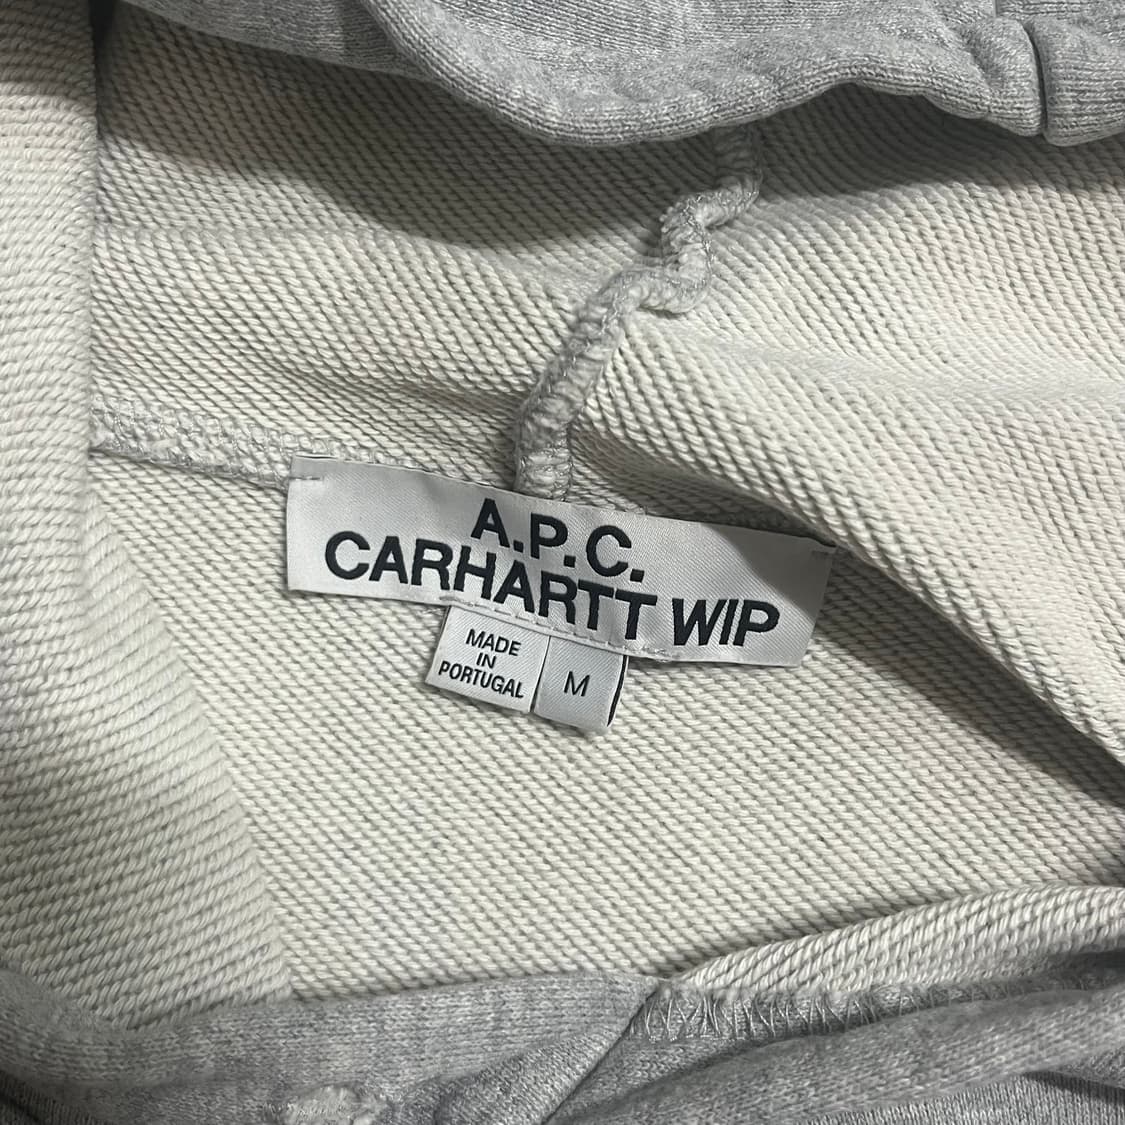 A.P.C.
CARHARTT WIP
MADE
IN
PORTUGAL
M